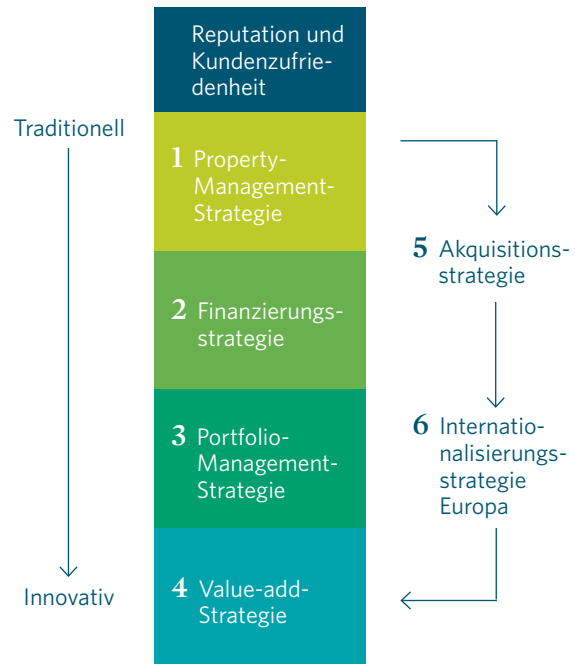 Reputation und
Kundenzufrie-
denheit
Traditionell
1 Property-
Management-
Strategie
2 Finanzierungs-
strategie
3 Portfolio-
Management-
Strategie
4 Value-add-
Strategie
Innovativ
5 Akquisitions-
strategie
6 Internatio-
nalisierungs-
strategie
Europa